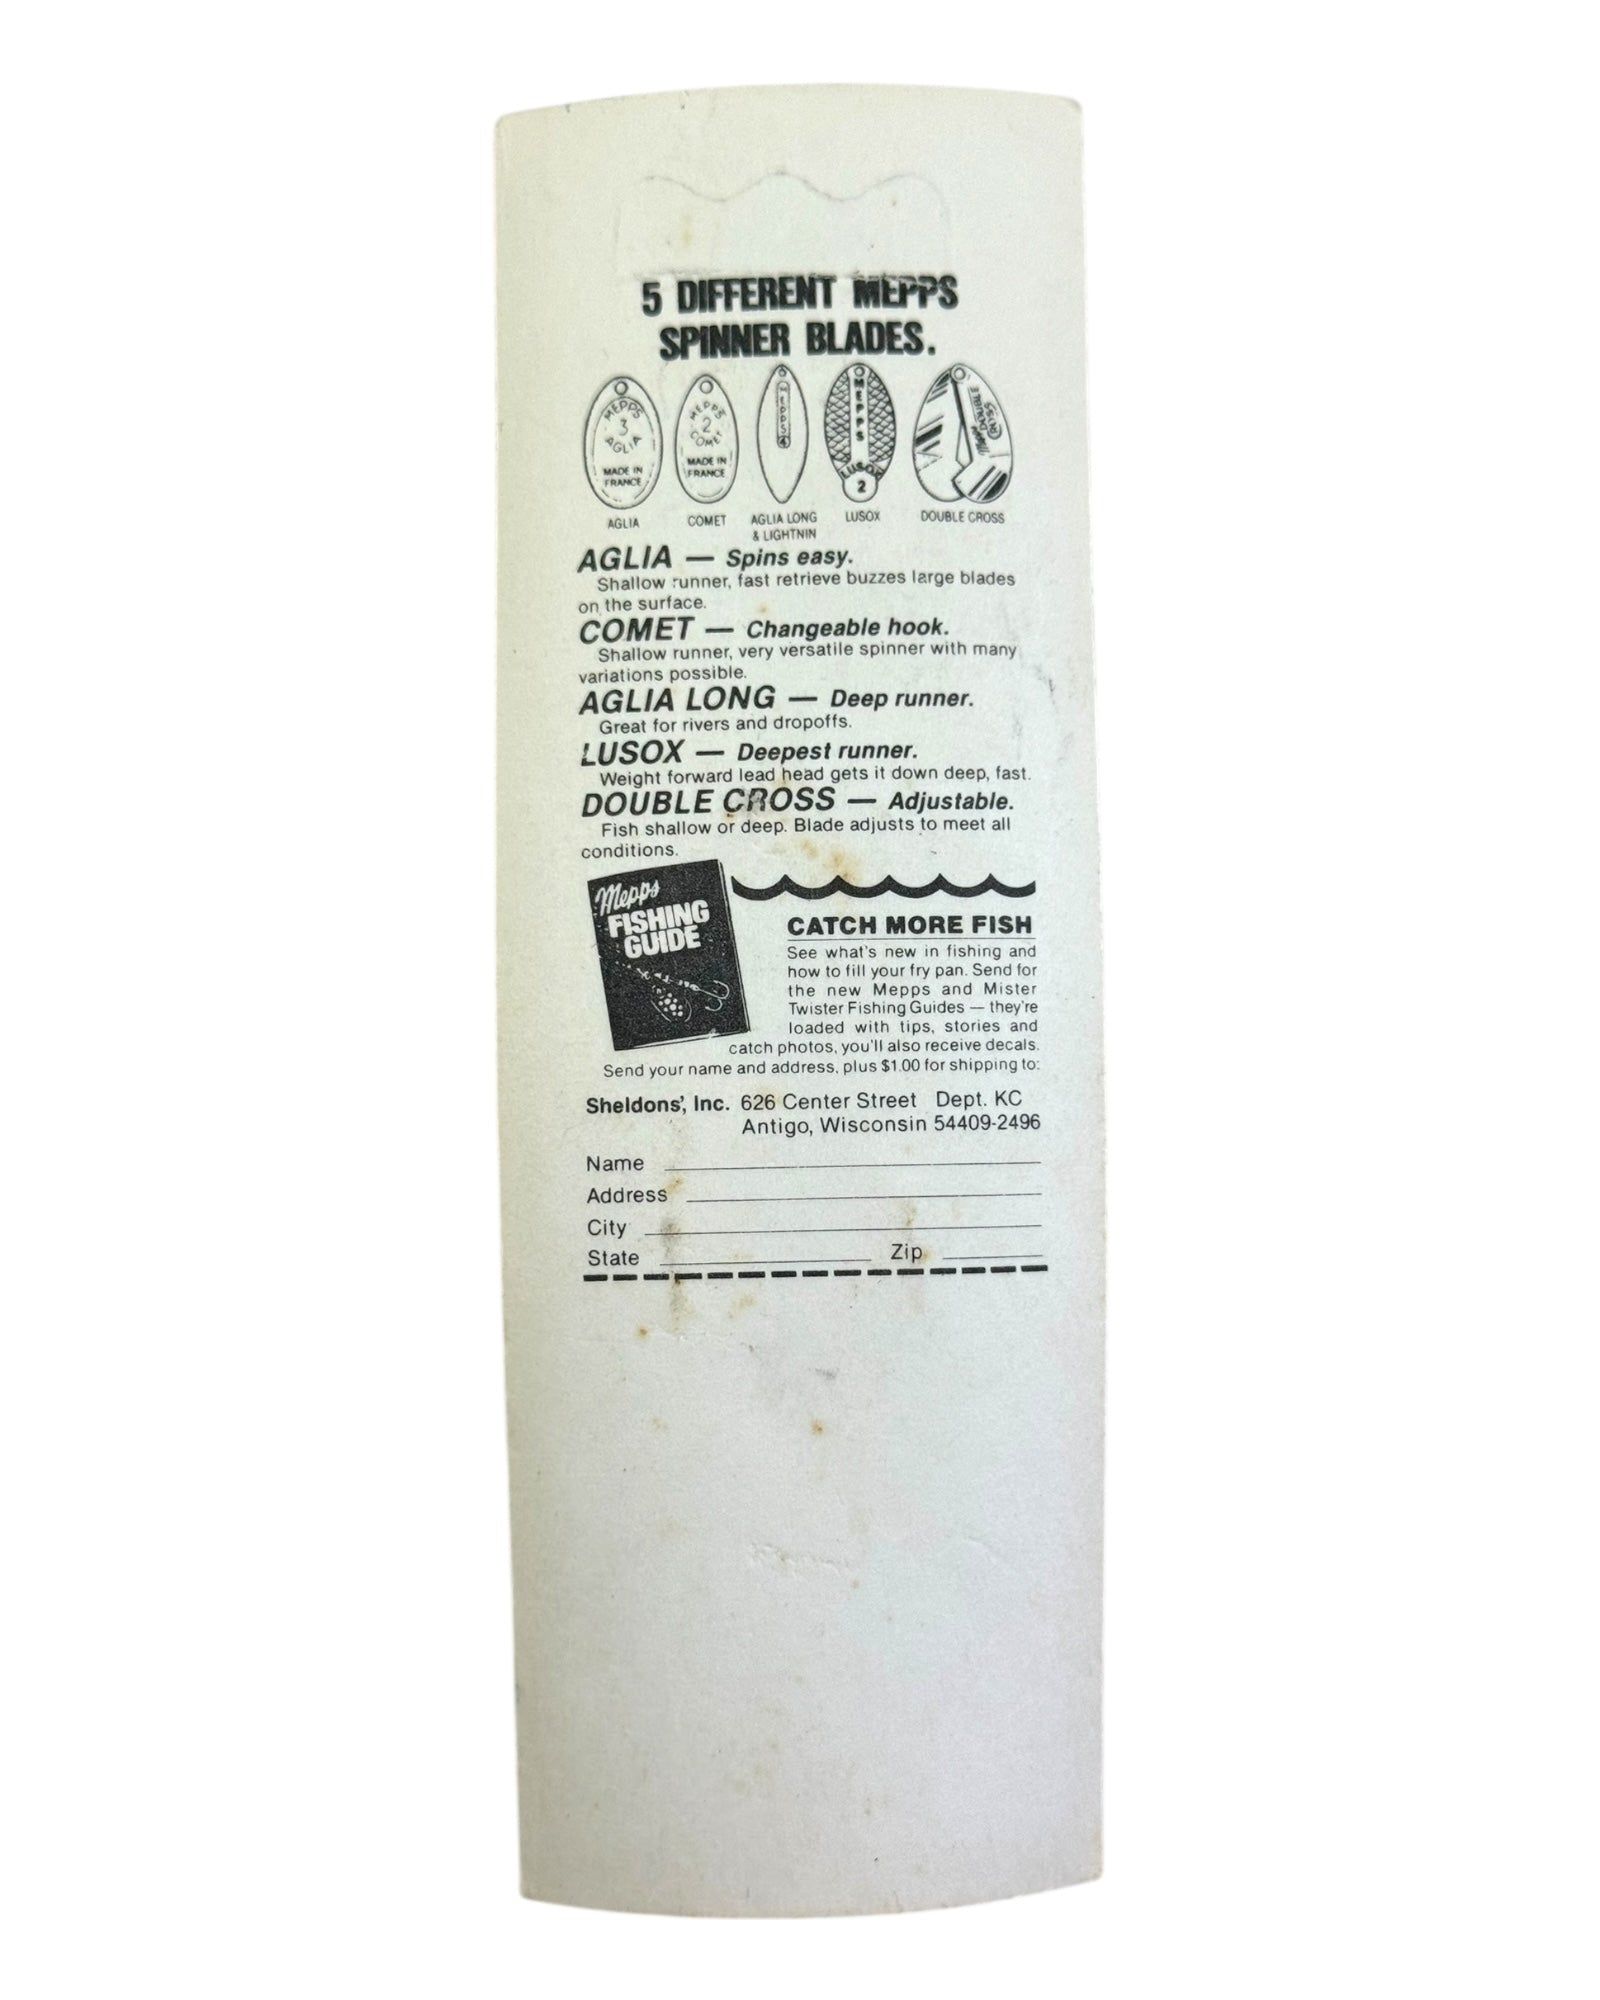 5 DIFFERENT MEPPS
SPINNER BLADES.
MEPPS
3
AGLIA
MADE IN
FRANCE
MEPPS
2
COMET
MADE IN
FRANCE
MEPPS
4
MEPPS
LUSOX
2
Mepps
DOUBLE
CROSS
AGLIA
COMET
AGLIA LONG
& LIGHTNIN
LUSOX
DOUBLE CROSS
AGLIA — Spins easy.
Shallow runner, fast retrieve buzzes large blades
on the surface.
COMET — Changeable hook.
Shallow runner, very versatile spinner with many
variations possible.
AGLIA LONG — Deep runner.
Great for rivers and dropoffs.
LUSOX — Deepest runner.
Weight forward lead head gets it down deep, fast.
DOUBLE CROSS — Adjustable.
Fish shallow or deep. Blade adjusts to meet all
conditions.
Mepps
FISHING
GUIDE
CATCH MORE FISH
See what's new in fishing and
how to fill your fry pan. Send for
the new Mepps and Mister
Twister Fishing Guides — they're
loaded with tips, stories and
catch photos, you'll also receive decals.
Send your name and address, plus $1.00 for shipping to:
Sheldons', Inc. 626 Center Street Dept. KC
Antigo, Wisconsin 54409-2496
Name
Address
City
State Zip